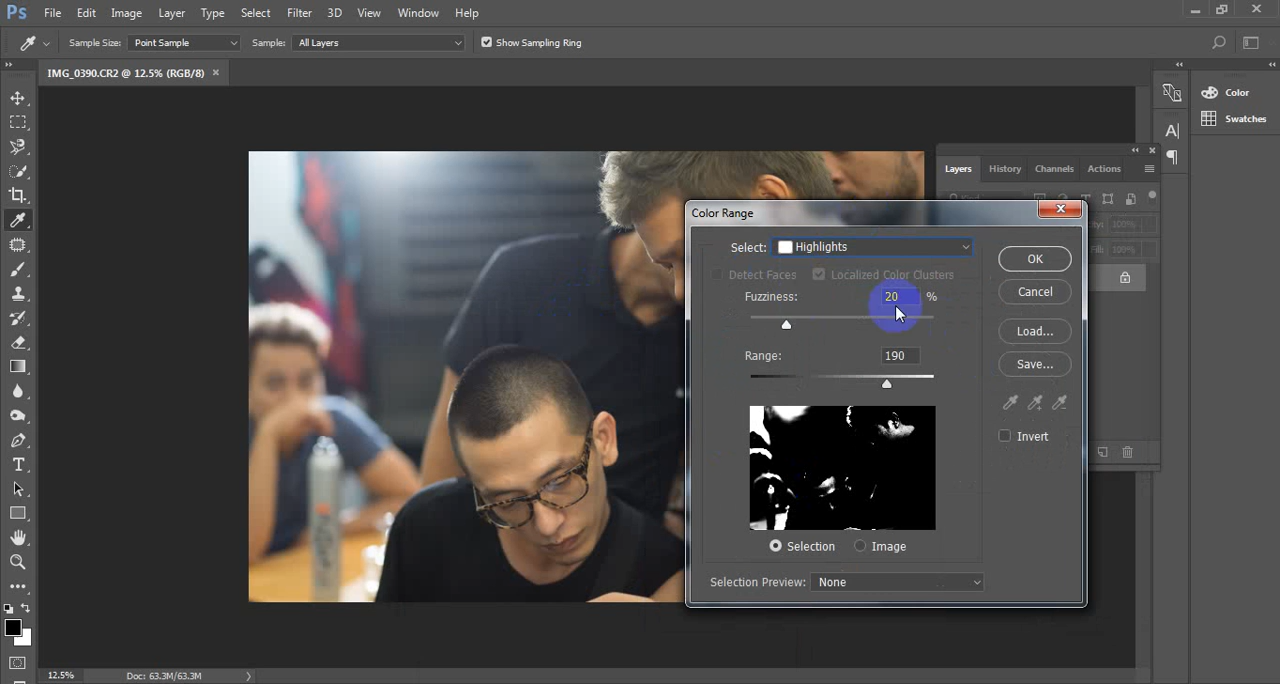 Ps File Edit Image Layer Type Select Filter 3D View Window Help
Sample Size: Point Sample Sample: All Layers Show Sampling Ring
IMG_0390.CR2 @ 12.5% (RGB/8) ×
Color
Swatches
Layers History Channels Actions
Color Range
Select: Highlights
OK
Detect Faces Localized Color Clusters
Fuzziness: 20 %
Cancel
Load...
Range: 190
Save...
Invert
Selection Image
Selection Preview: None
12.5% Doc: 63.3M/63.3M